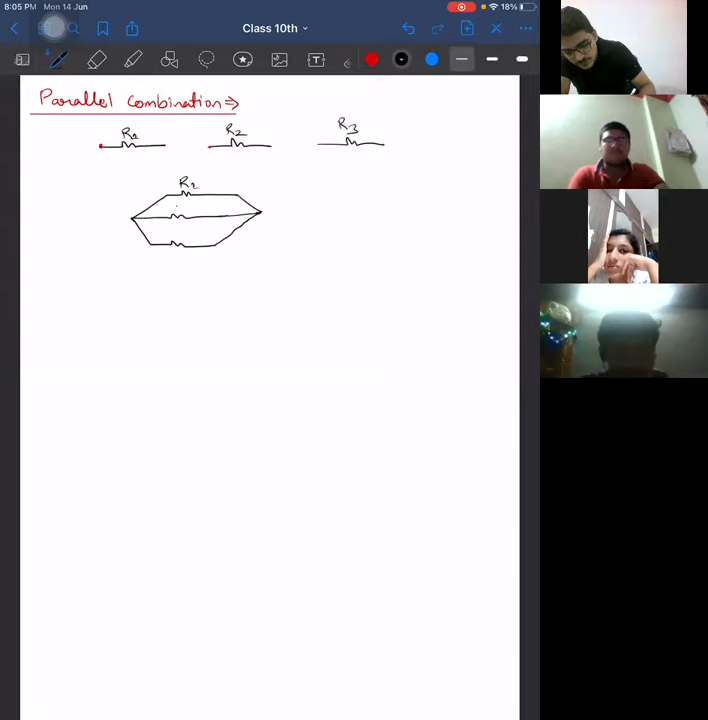 8:05 PM Mon 14 Jun
18%
Class 10th
T
Parallel Combination⇒
R1 R2 R3
R1